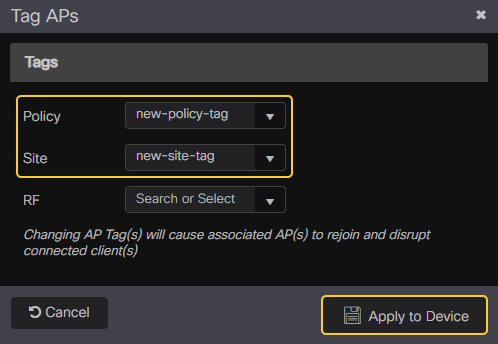 Tag APs
Tags
Policy new-policy-tag
Site new-site-tag
RF Search or Select
Changing AP Tag(s) will cause associated AP(s) to rejoin and disrupt
connected client(s)
Cancel Apply to Device